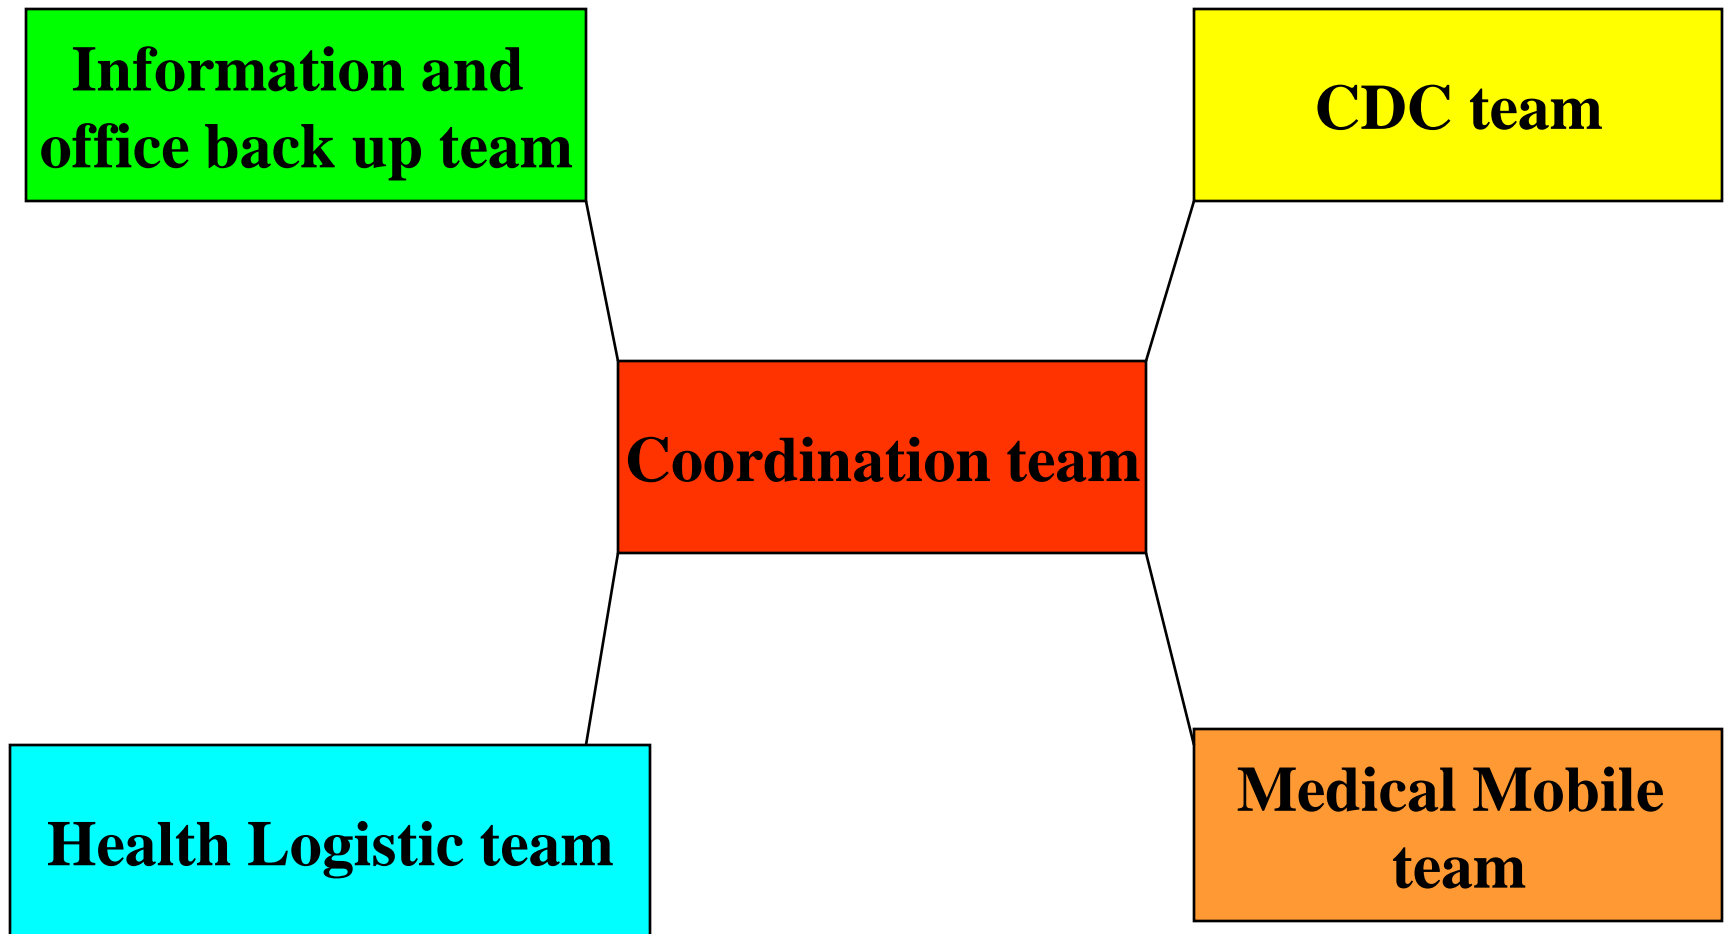 Information and
office back up team
CDC team
Coordination team
Health Logistic team
Medical Mobile
team